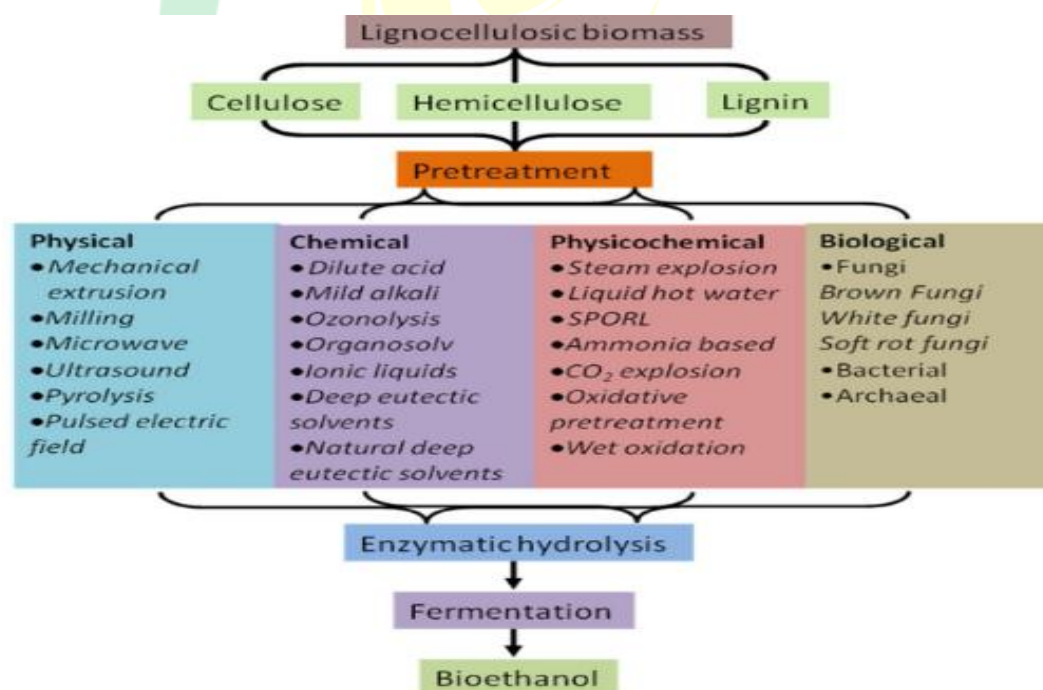 Lignocellulosic biomass
Cellulose
Hemicellulose
Lignin
Pretreatment
Physical
•Mechanical
extrusion
•Milling
•Microwave
•Ultrasound
•Pyrolysis
•Pulsed electric
field
Chemical
•Dilute acid
•Mild alkali
•Ozonolysis
•Organosolv
•Ionic liquids
•Deep eutectic
solvents
•Natural deep
eutectic solvents
Physicochemical
•Steam explosion
•Liquid hot water
•SPORL
•Ammonia based
•CO₂ explosion
•Oxidative
pretreatment
•Wet oxidation
Biological
•Fungi
Brown Fungi
White fungi
Soft rot fungi
•Bacterial
•Archaeal
Enzymatic hydrolysis
Fermentation
Bioethanol